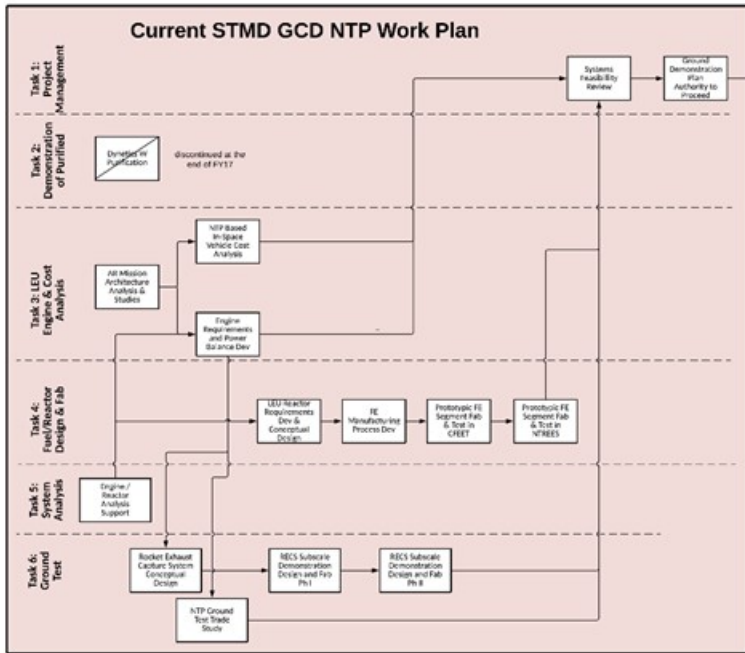 Current STMD GCD NTP Work Plan
Task 1:
Project
Management
Systems
Feasibility
Review
Ground
Demonstration
Plan
Authority to
Proceed
Task 2:
Demonstration
of Purified
Dynetics W
Purification
discontinued at the
end of FY17
Task 3: LEU
Engine & Cost
Analysis
NTP Based
In-Space
Vehicle Cost
Analysis
Mission
Architecture
Analysis &
Studies
Engine
Requirements
and Power
Balance Dev
Task 4:
Fuel/Reactor
Design & Fab
LEU Reactor
Requirements
Dev &
Conceptual
Design
FE
Manufacturing
Process Dev
Prototypic FE
Segment Fab
& Test in
CFEET
Prototypic FE
Segment Fab
& Test in
NTREES
Task 5:
System
Analysis
Engine /
Reactor
Analysis
Support
Task 6:
Ground
Test
Rocket Exhaust
Capture System
Conceptual
Design
RECS Subscale
Demonstration
Design and Fab
Ph I
RECS Subscale
Demonstration
Design and Fab
Ph II
NTP Ground
Test Trade
Study